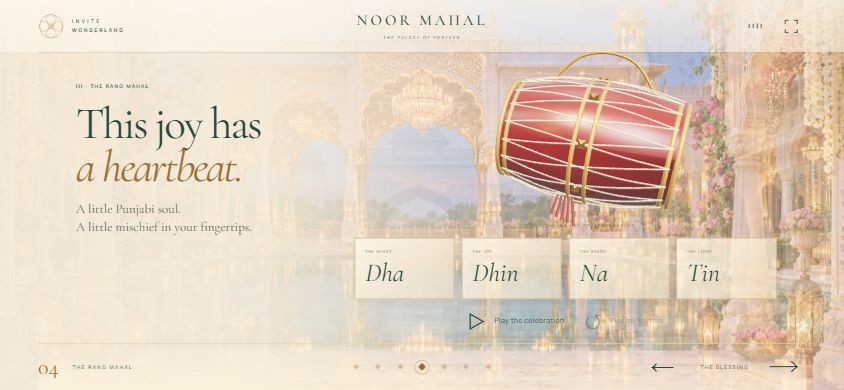 INVITE
WONDERLAND
NOOR MAHAL
THE PALACE OF FOREVER
III · THE RANG MAHAL
This joy has
a heartbeat.
A little Punjabi soul.
A little mischief in your fingertips.
THE HEART
Dha
THE JOY
Dhin
Na
THE LIGHT
Tin
Play the celebration
04
THE RANG MAHAL
THE BLESSING